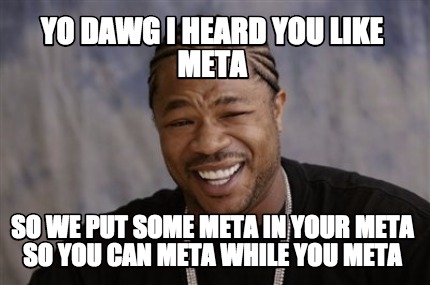 YO DAWG I HEARD YOU LIKE
META
SO WE PUT SOME META IN YOUR META
SO YOU CAN META WHILE YOU META